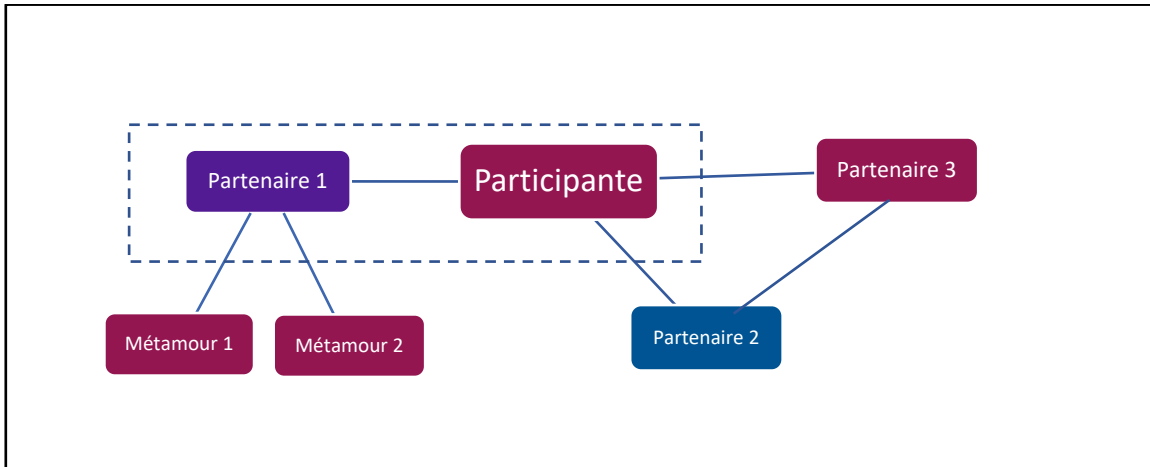 Partenaire 1
Participante
Partenaire 3
Métamour 1
Métamour 2
Partenaire 2